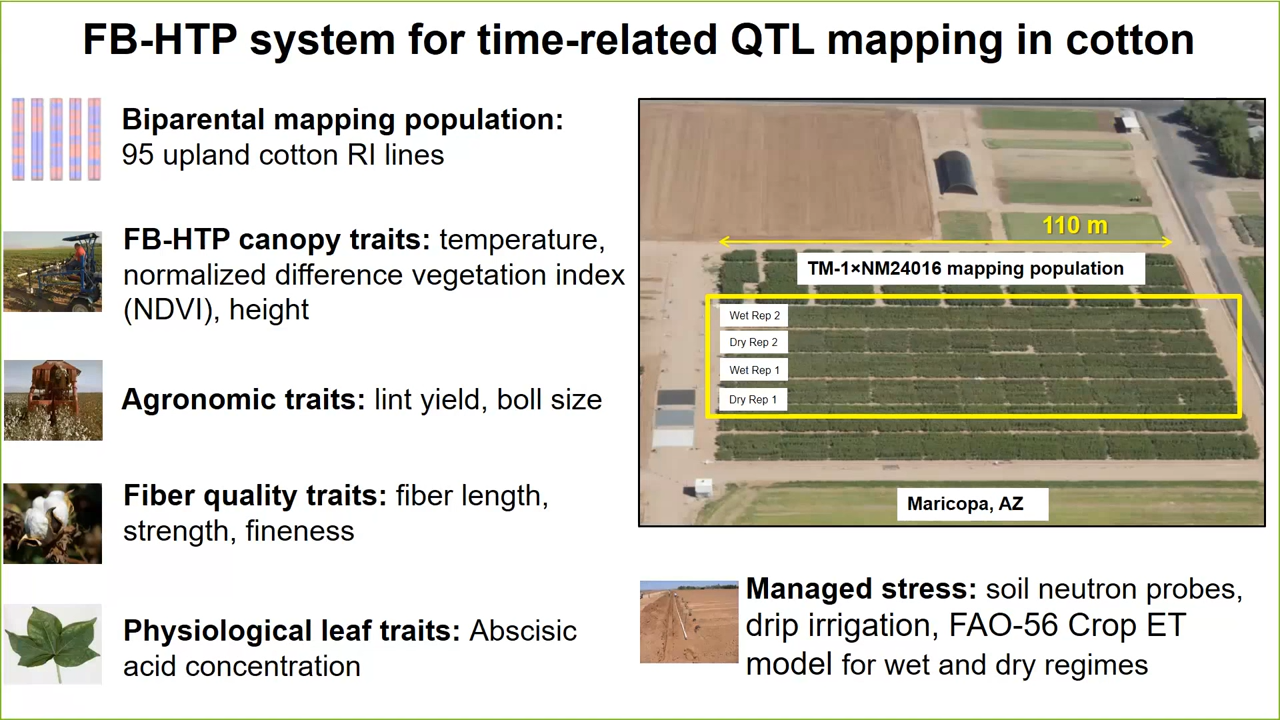 FB-HTP system for time-related QTL mapping in cotton
Biparental mapping population:
95 upland cotton RI lines
FB-HTP canopy traits: temperature,
normalized difference vegetation index
(NDVI), height
Agronomic traits: lint yield, boll size
Fiber quality traits: fiber length,
strength, fineness
Physiological leaf traits: Abscisic
acid concentration
110 m
TM-1×NM24016 mapping population
Wet Rep 2
Dry Rep 2
Wet Rep 1
Dry Rep 1
Maricopa, AZ
Managed stress: soil neutron probes,
drip irrigation, FAO-56 Crop ET
model for wet and dry regimes